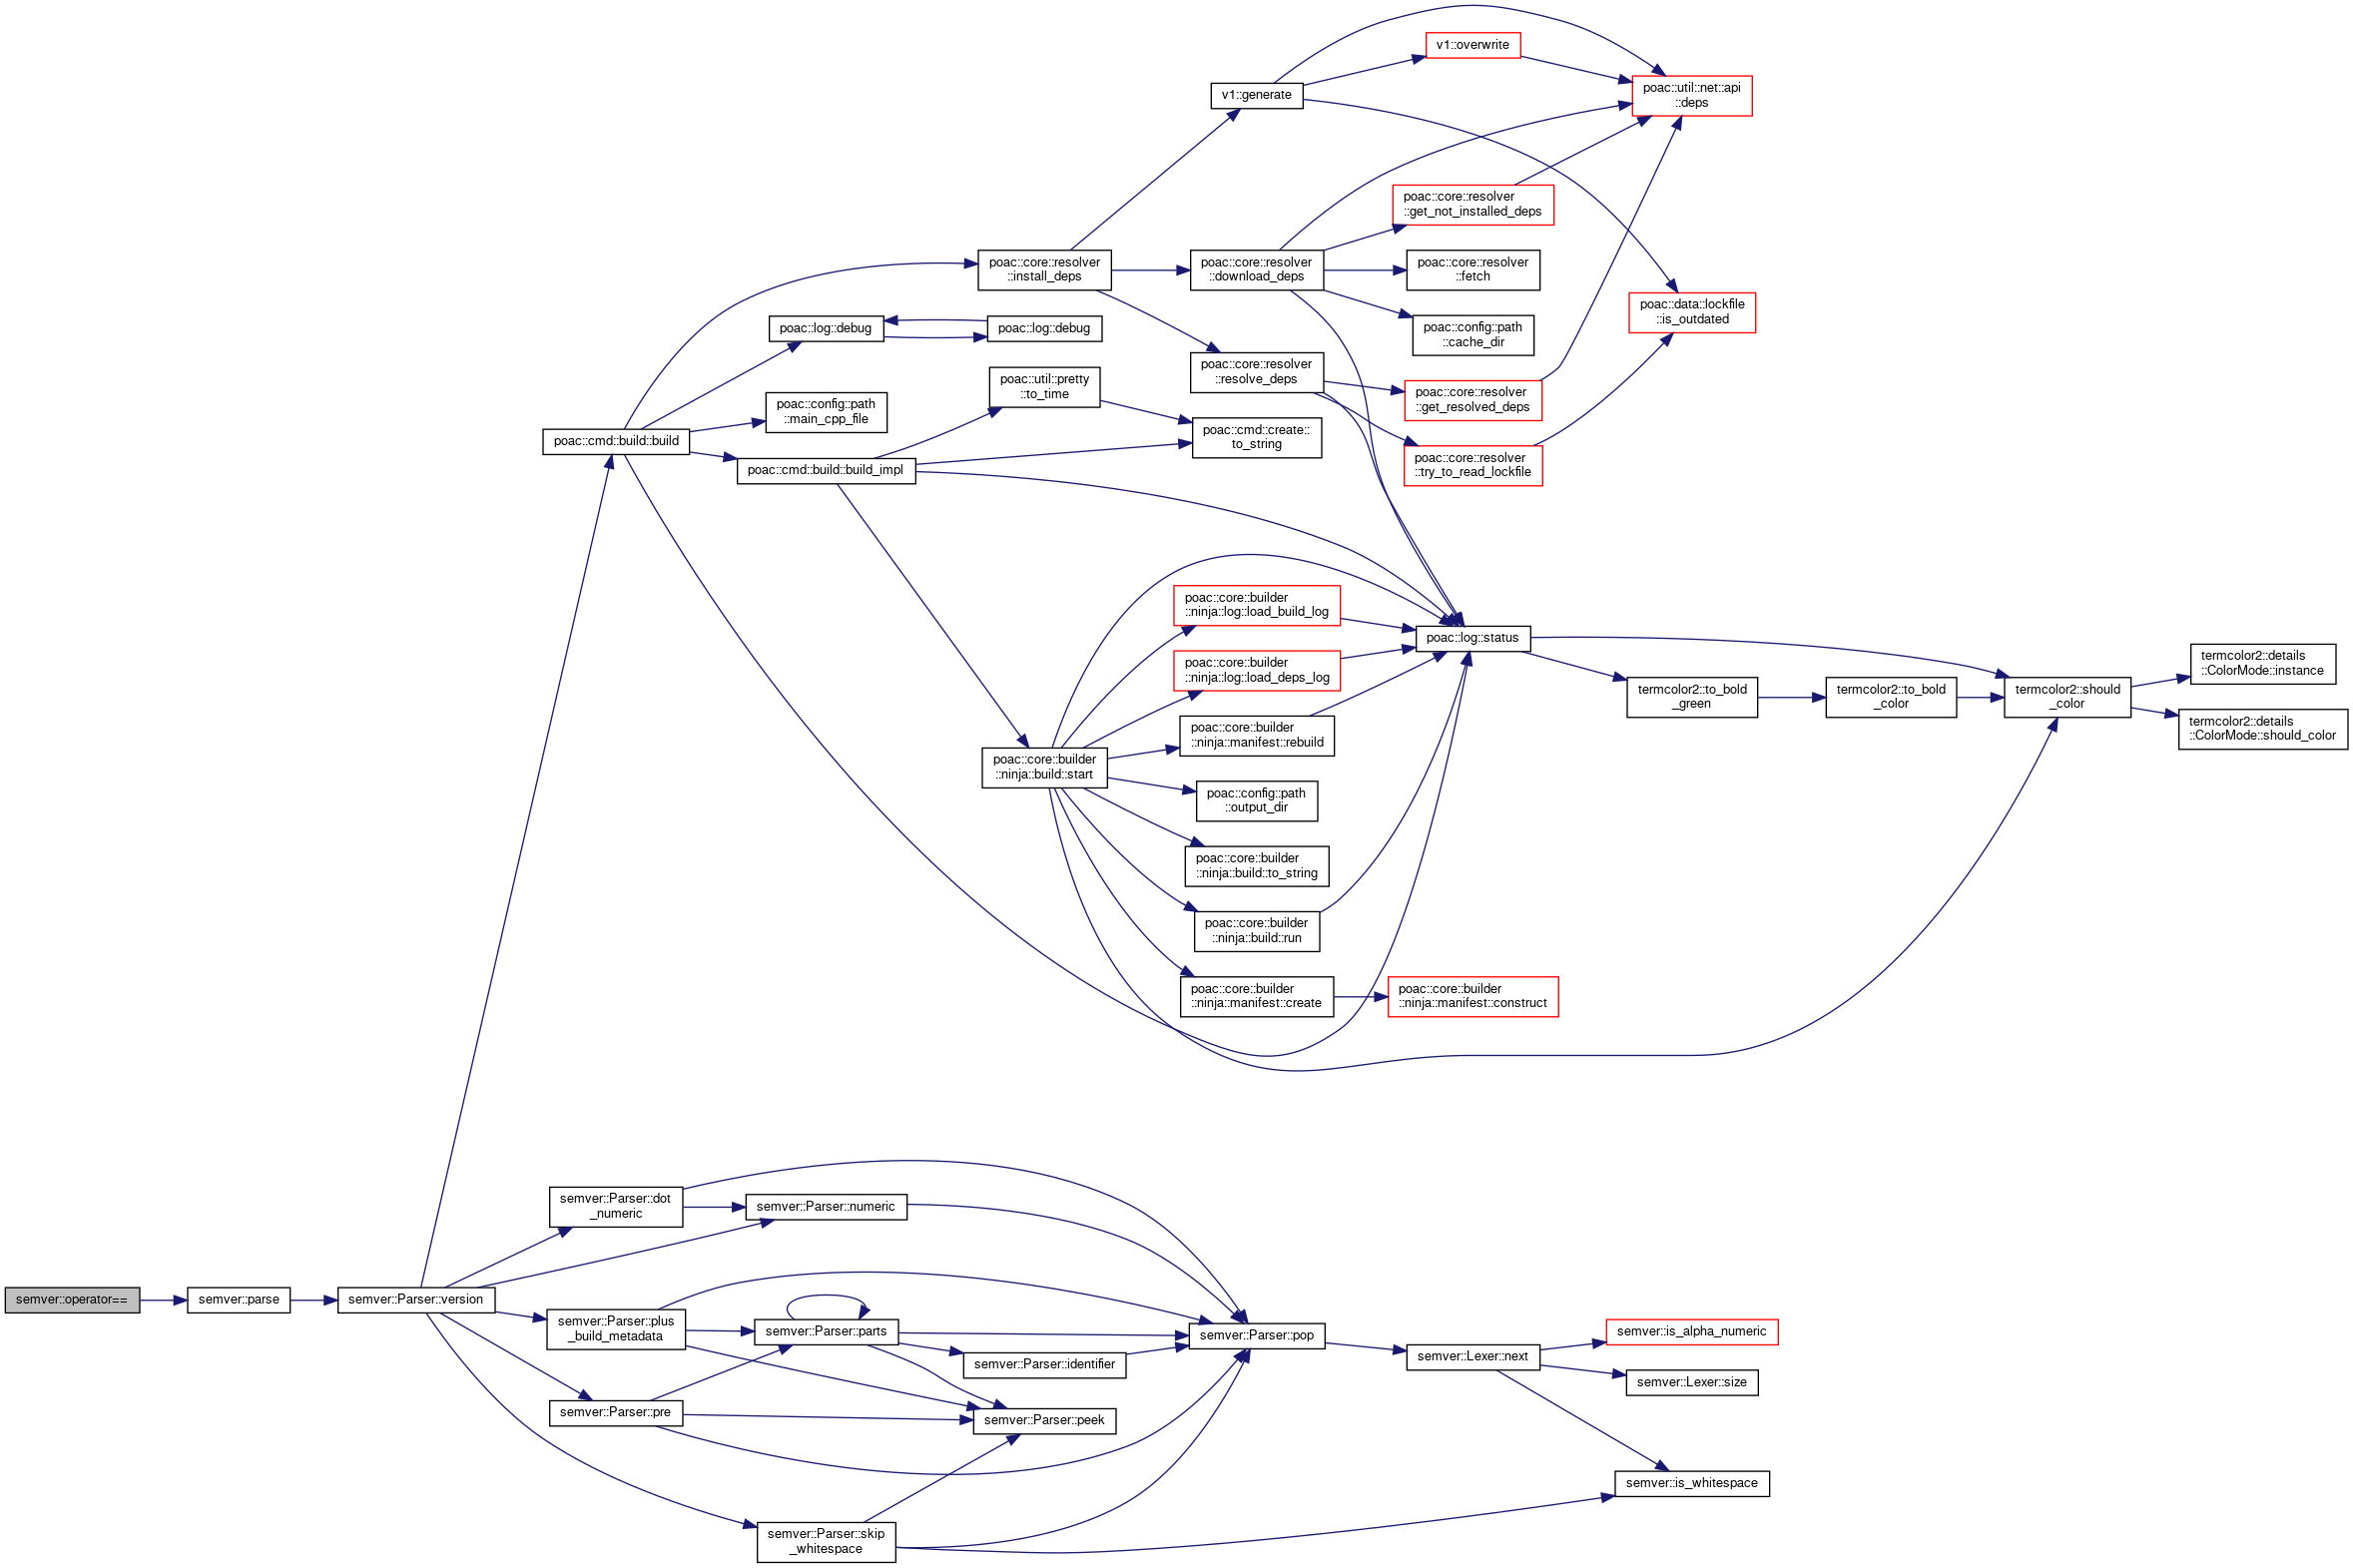 v1::overwrite
v1::generate
poac::util::net::api
::deps
poac::core::resolver
::get_not_installed_deps
poac::core::resolver
::install_deps
poac::core::resolver
::download_deps
poac::core::resolver
::fetch
poac::data::lockfile
::is_outdated
poac::log::debug
poac::log::debug
poac::config::path
::cache_dir
poac::core::resolver
::resolve_deps
poac::util::pretty
::to_time
poac::core::resolver
::get_resolved_deps
poac::config::path
::main_cpp_file
poac::cmd::build::build
poac::cmd::create::
to_string
poac::cmd::build::build_impl
poac::core::resolver
::try_to_read_lockfile
poac::core::builder
::ninja::log::load_build_log
poac::log::status
poac::core::builder
::ninja::log::load_deps_log
termcolor2::details
::ColorMode::instance
termcolor2::to_bold
_green
termcolor2::to_bold
_color
termcolor2::should
_color
termcolor2::details
::ColorMode::should_color
poac::core::builder
::ninja::manifest::rebuild
poac::core::builder
::ninja::build::start
poac::config::path
::output_dir
poac::core::builder
::ninja::build::to_string
poac::core::builder
::ninja::build::run
poac::core::builder
::ninja::manifest::create
poac::core::builder
::ninja::manifest::construct
semver::Parser::dot
_numeric
semver::Parser::numeric
semver::operator==
semver::parse
semver::Parser::version
semver::Parser::plus
_build_metadata
semver::Parser::parts
semver::Parser::pop
semver::is_alpha_numeric
semver::Parser::identifier
semver::Lexer::next
semver::Lexer::size
semver::Parser::pre
semver::Parser::peek
semver::is_whitespace
semver::Parser::skip
_whitespace